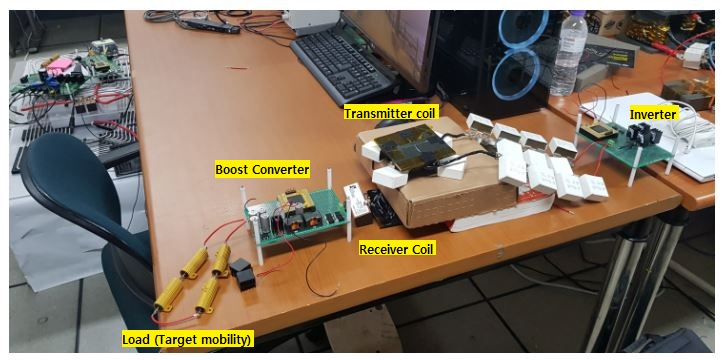 Transmitter coil
Inverter
Boost Converter
Receiver Coil
Load (Target mobility)